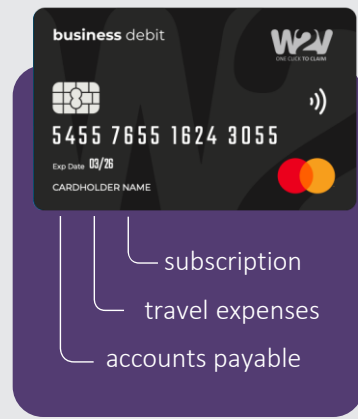 business debit
W2V
ONE CLICK TO CLAIM
5455 7655 1624 3055
Exp Date 03/26
CARDHOLDER NAME
subscription
travel expenses
accounts payable